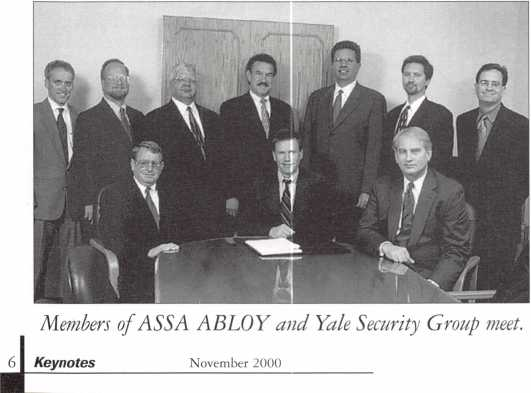 Members of ASSA ABLOY and Yale Security Group meet.
6 Keynotes November 2000